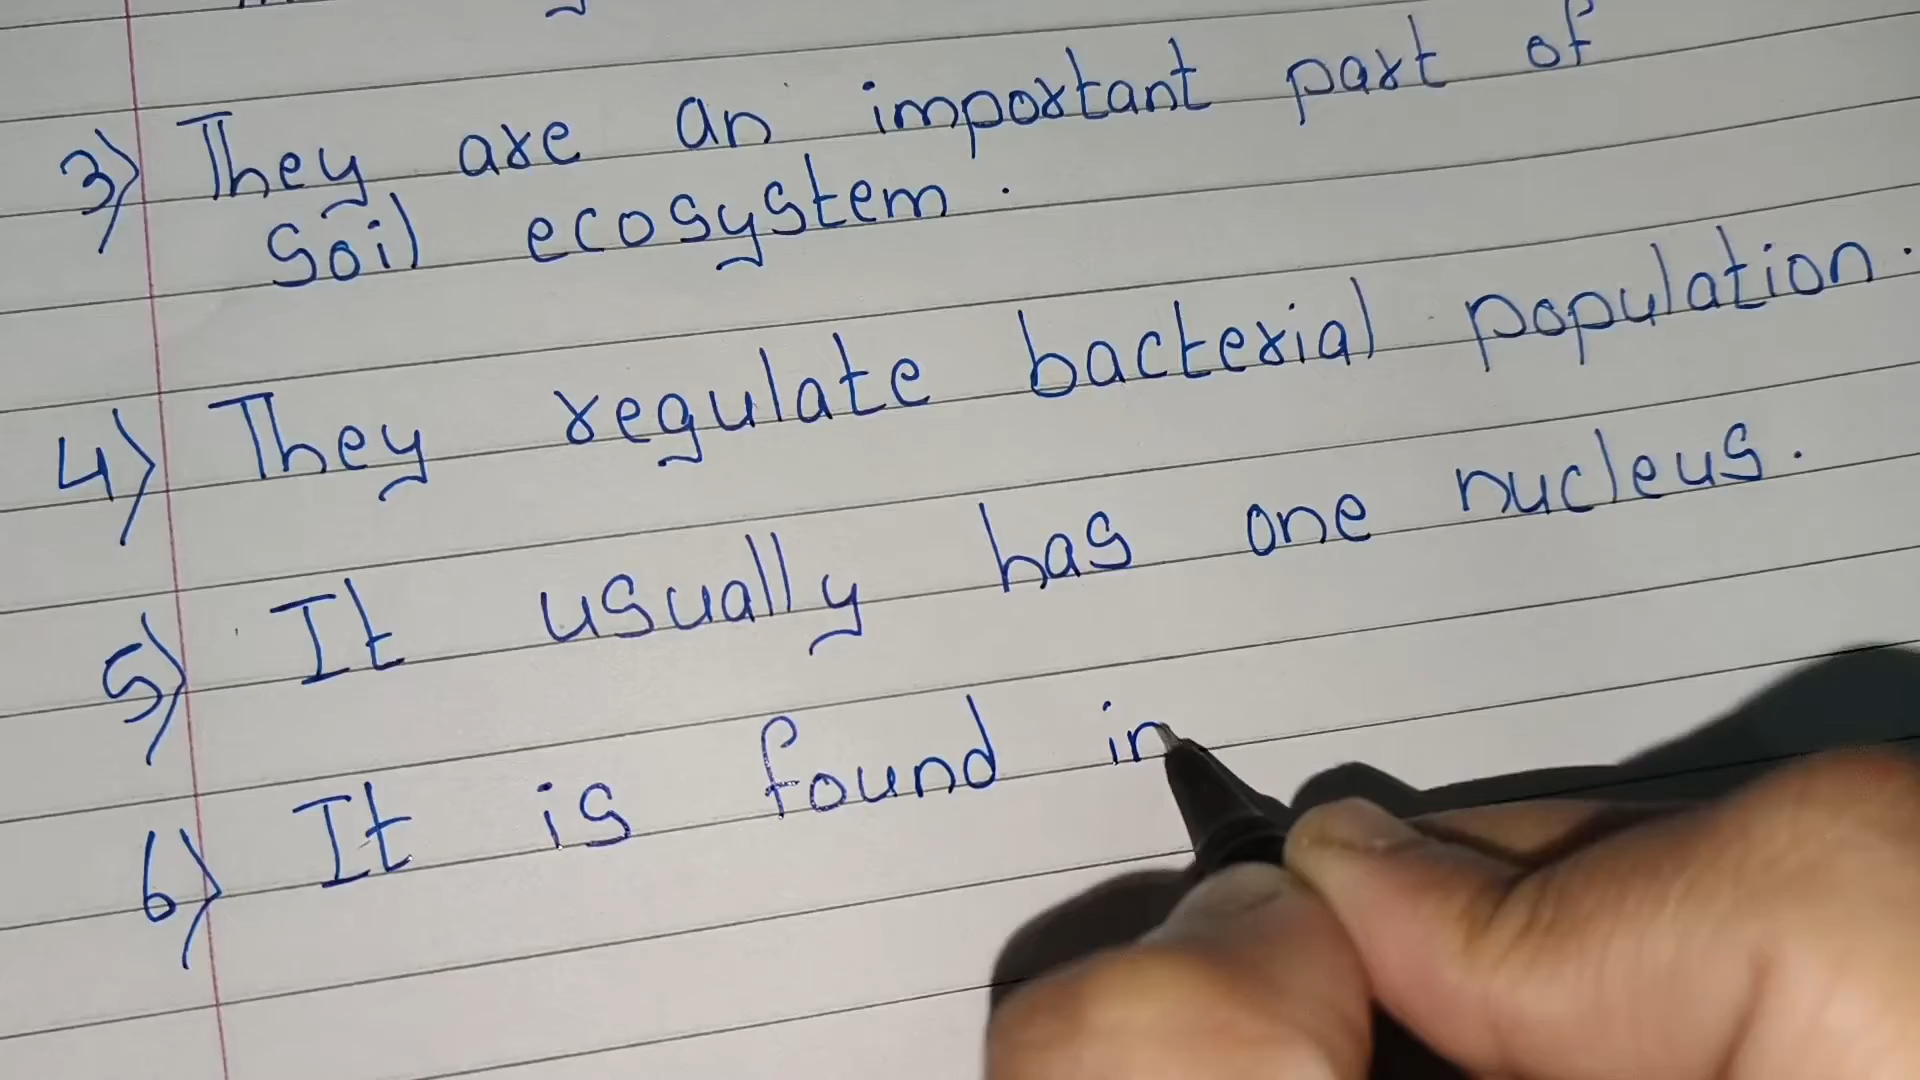 3) They are an important part of
soil ecosystem.
4) They regulate bacterial population.
5) It usually has one nucleus.
6) It is found in